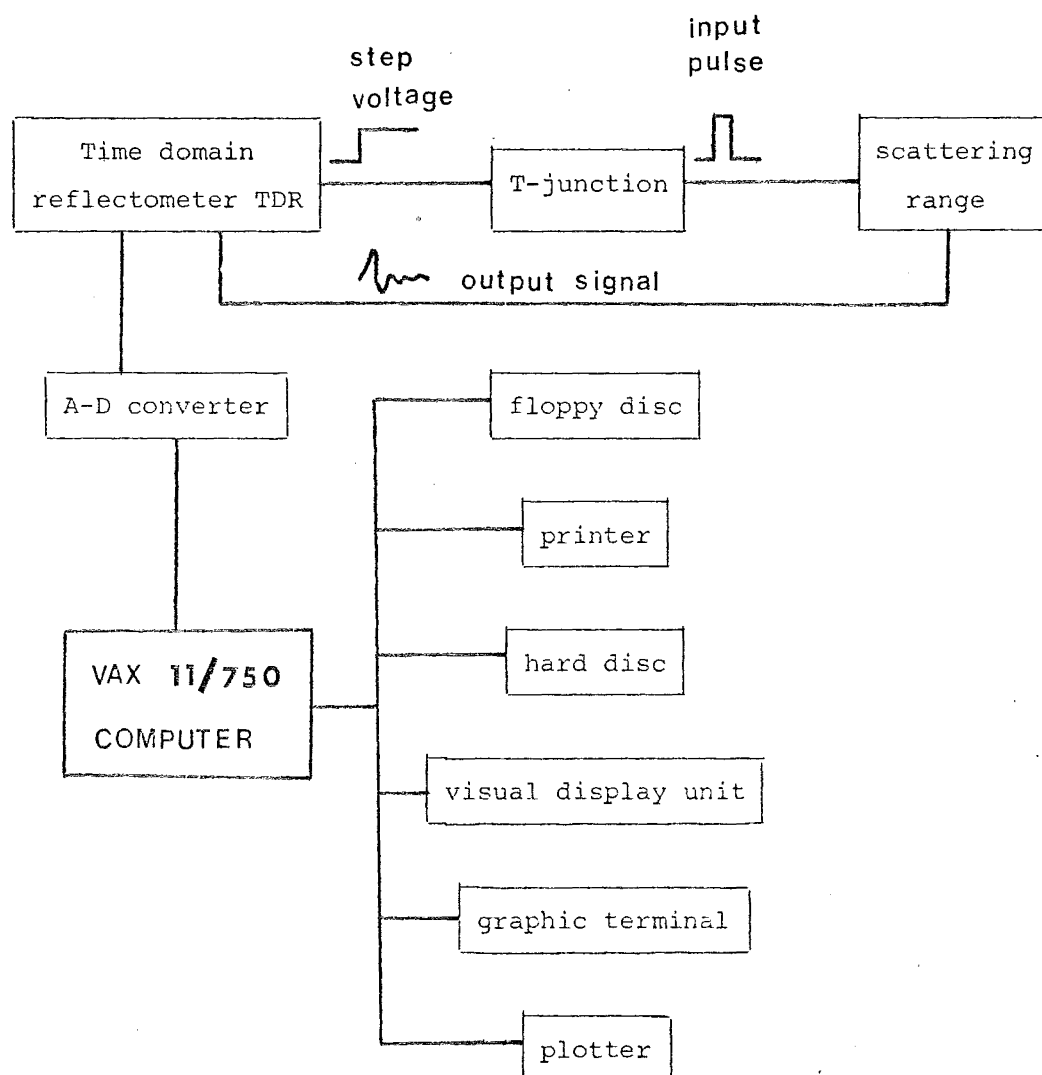 step
voltage
input
pulse
Time domain
reflectometer TDR
T-junction
scattering
range
output signal
A-D converter
floppy disc
printer
hard disc
VAX 11/750
COMPUTER
visual display unit
graphic terminal
plotter